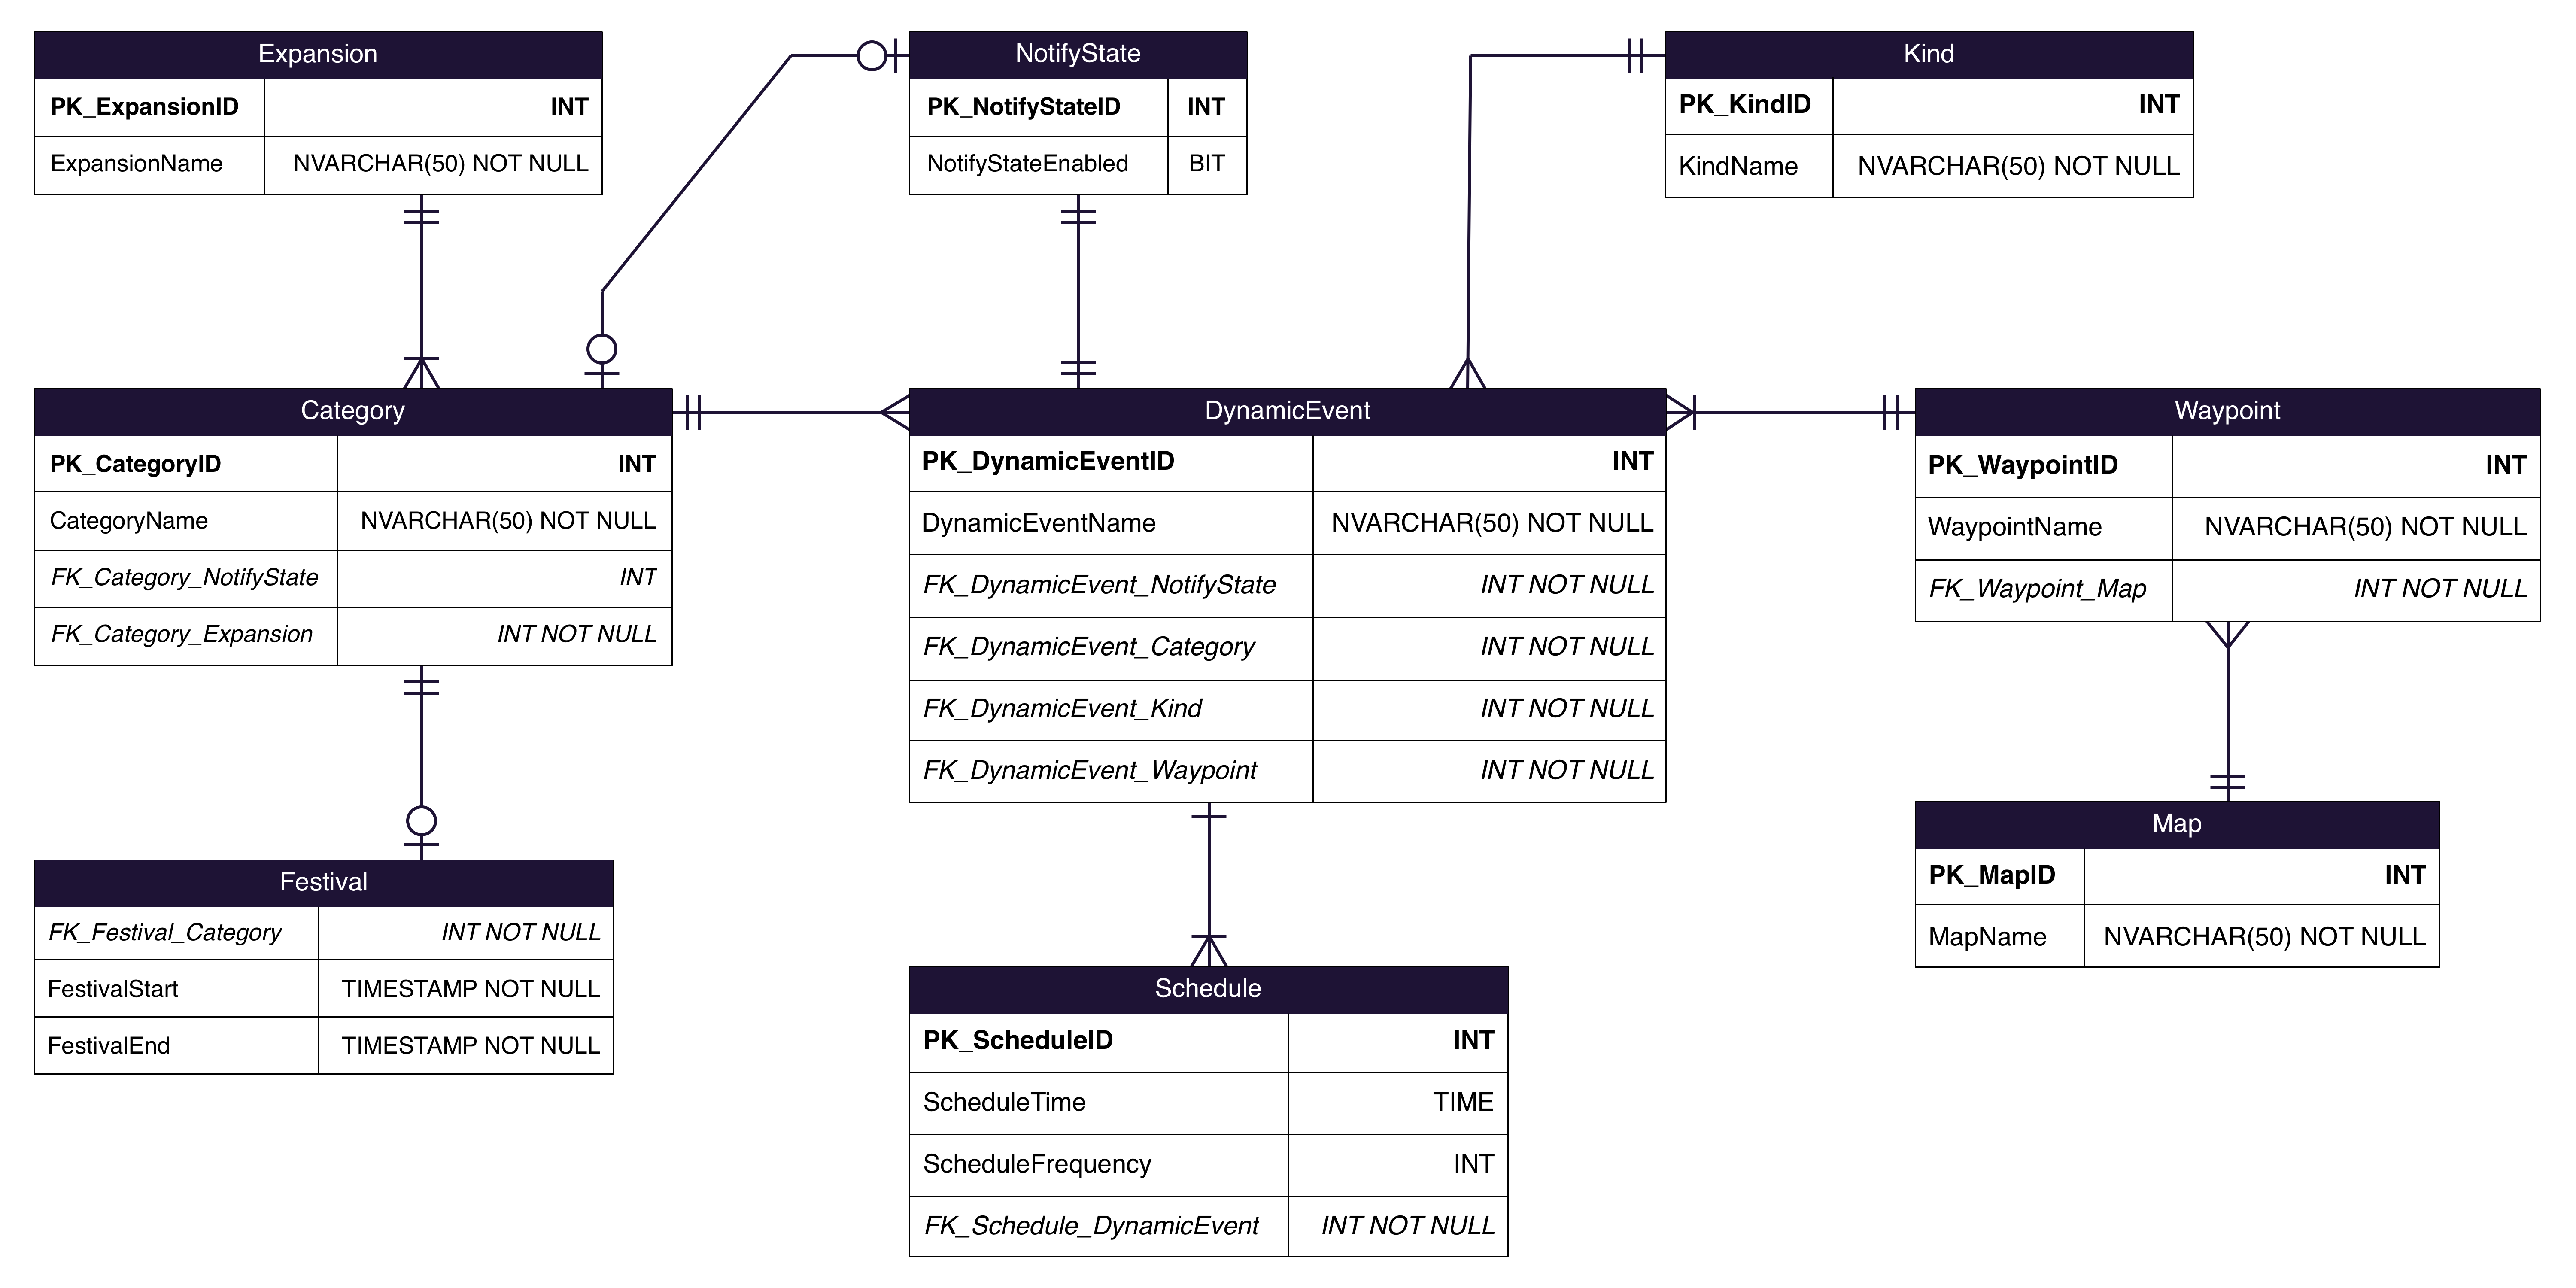 Expansion
PK_ExpansionID INT
ExpansionName NVARCHAR(50) NOT NULL
NotifyState
PK_NotifyStateID INT
NotifyStateEnabled BIT
Kind
PK_KindID INT
KindName NVARCHAR(50) NOT NULL
Category
PK_CategoryID INT
CategoryName NVARCHAR(50) NOT NULL
FK_Category_NotifyState INT
FK_Category_Expansion INT NOT NULL
DynamicEvent
PK_DynamicEventID INT
DynamicEventName NVARCHAR(50) NOT NULL
FK_DynamicEvent_NotifyState INT NOT NULL
FK_DynamicEvent_Category INT NOT NULL
FK_DynamicEvent_Kind INT NOT NULL
FK_DynamicEvent_Waypoint INT NOT NULL
Waypoint
PK_WaypointID INT
WaypointName NVARCHAR(50) NOT NULL
FK_Waypoint_Map INT NOT NULL
Festival
FK_Festival_Category INT NOT NULL
FestivalStart TIMESTAMP NOT NULL
FestivalEnd TIMESTAMP NOT NULL
Schedule
PK_ScheduleID INT
ScheduleTime TIME
ScheduleFrequency INT
FK_Schedule_DynamicEvent INT NOT NULL
Map
PK_MapID INT
MapName NVARCHAR(50) NOT NULL